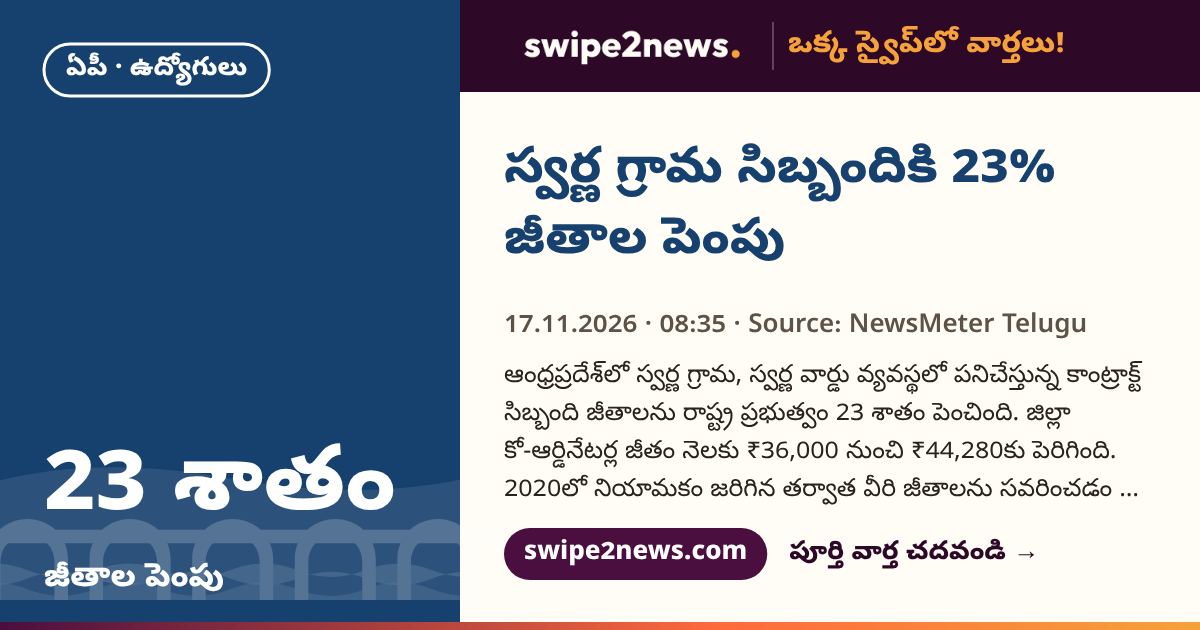 ఏపీ · ఉద్యోగులు
23 శాతం
జీతాల పెంపు
swipe2news.
ఒక్క స్వైప్‌లో వార్తలు!
స్వర్ణ గ్రామ సిబ్బందికి 23%
జీతాల పెంపు
17.11.2026 · 08:35 · Source: NewsMeter Telugu
ఆంధ్రప్రదేశ్‌లో స్వర్ణ గ్రామ, స్వర్ణ వార్డు వ్యవస్థలో పనిచేస్తున్న కాంట్రాక్ట్
సిబ్బంది జీతాలను రాష్ట్ర ప్రభుత్వం 23 శాతం పెంచింది. జిల్లా
కో-ఆర్డినేటర్ల జీతం నెలకు ₹36,000 నుంచి ₹44,280కు పెరిగింది.
2020లో నియామకం జరిగిన తర్వాత వీరి జీతాలను సవరించడం ...
swipe2news.com
పూర్తి వార్త చదవండి →